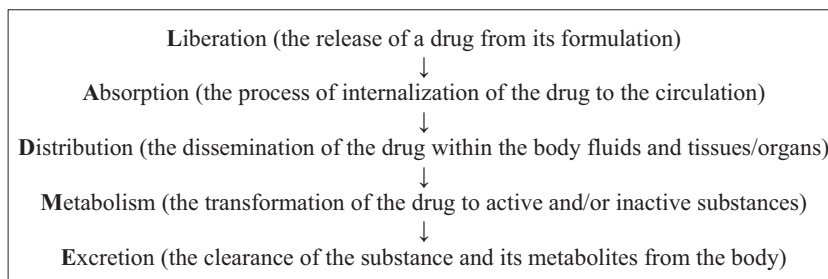 Liberation (the release of a drug from its formulation)
↓
Absorption (the process of internalization of the drug to the circulation)
↓
Distribution (the dissemination of the drug within the body fluids and tissues/organs)
↓
Metabolism (the transformation of the drug to active and/or inactive substances)
↓
Excretion (the clearance of the substance and its metabolites from the body)